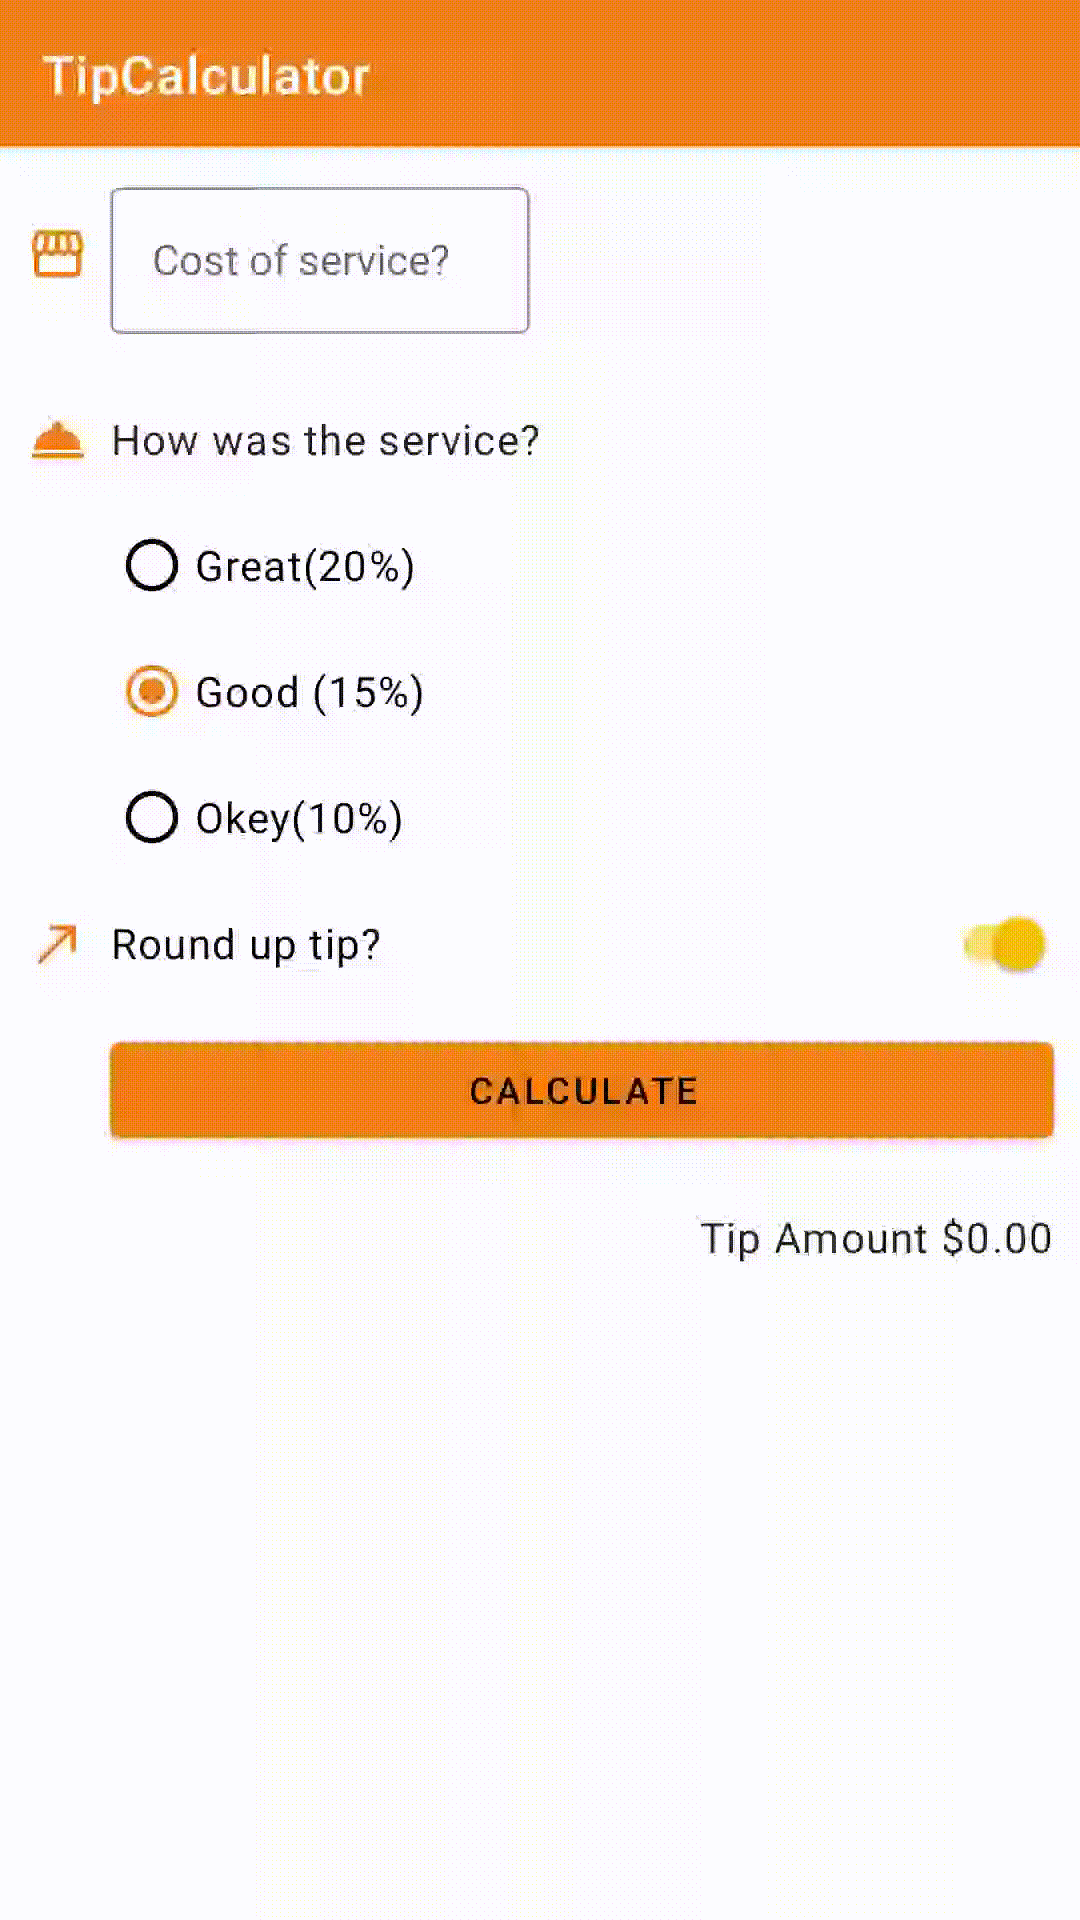 TipCalculator
Cost of service?
How was the service?
Great(20%)
Good (15%)
Okey(10%)
Round up tip?
CALCULATE
Tip Amount $0.00